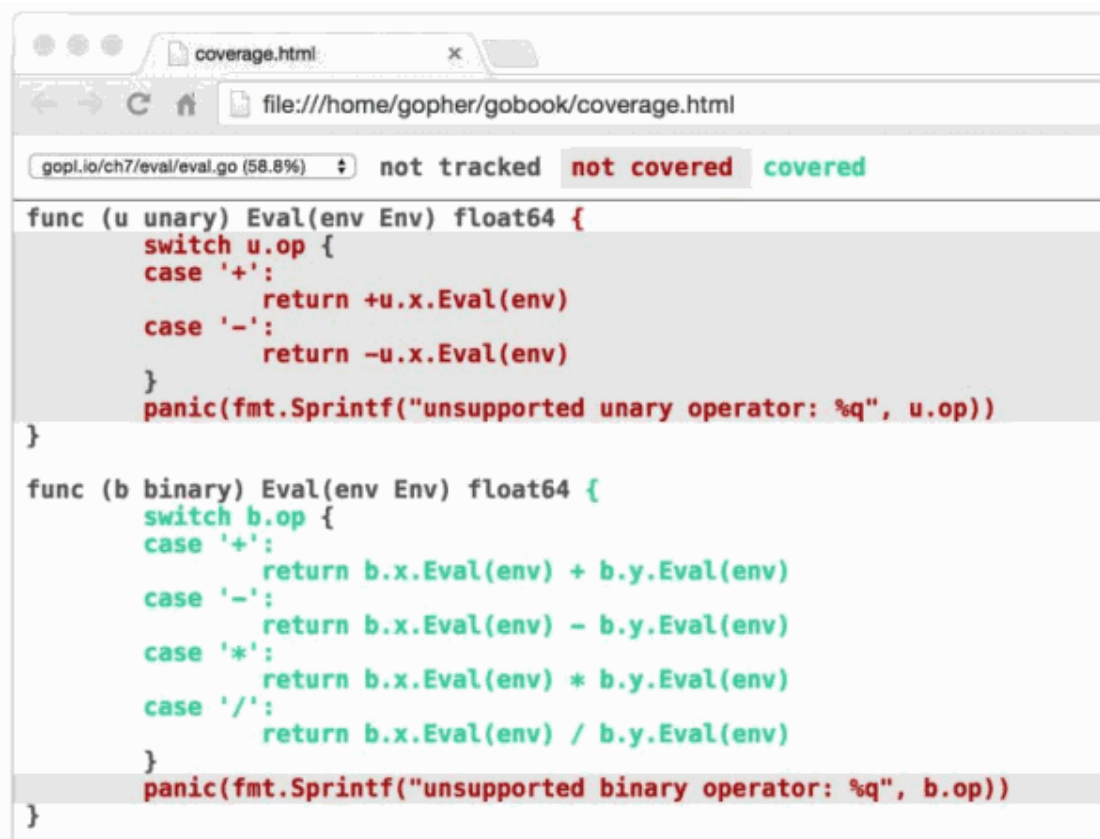 coverage.html
file:///home/gopher/gobook/coverage.html
gopl.io/ch7/eval/eval.go (58.8%) not tracked not covered covered
func (u unary) Eval(env Env) float64 {
        switch u.op {
        case '+':
                return +u.x.Eval(env)
        case '-':
                return -u.x.Eval(env)
        }
        panic(fmt.Sprintf("unsupported unary operator: %q", u.op))
}
func (b binary) Eval(env Env) float64 {
        switch b.op {
        case '+':
                return b.x.Eval(env) + b.y.Eval(env)
        case '-':
                return b.x.Eval(env) - b.y.Eval(env)
        case '*':
                return b.x.Eval(env) * b.y.Eval(env)
        case '/':
                return b.x.Eval(env) / b.y.Eval(env)
        }
        panic(fmt.Sprintf("unsupported binary operator: %q", b.op))
}